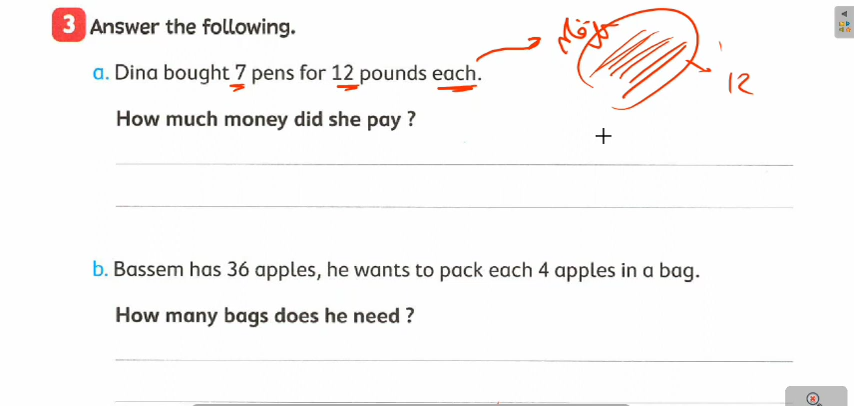 3 Answer the following.
a. Dina bought 7 pens for 12 pounds each.
12
How much money did she pay ?
b. Bassem has 36 apples, he wants to pack each 4 apples in a bag.
How many bags does he need ?